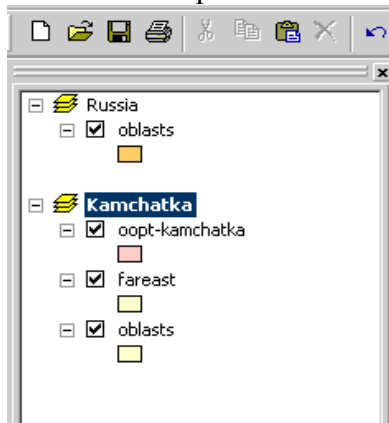 Russia
oblasts
Kamchatka
oopt-kamchatka
fareast
oblasts